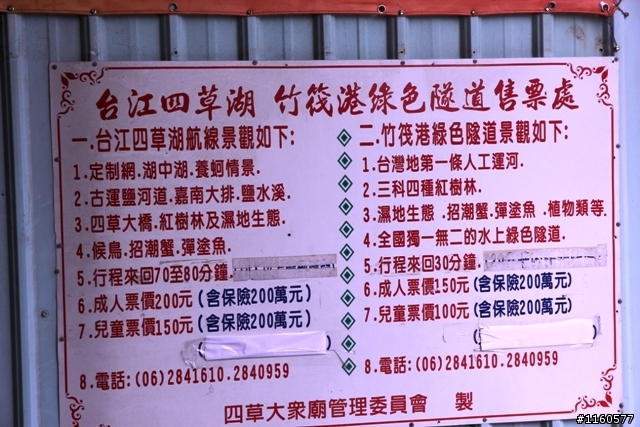 台江四草湖 竹筏港綠色隧道售票處
一.台江四草湖航線景觀如下:
1.定制網.湖中湖.養蚵情景.
2.古運鹽河道.嘉南大排.鹽水溪.
3.四草大橋.紅樹林及濕地生態.
4.候鳥.招潮蟹.彈塗魚.
5.行程來回70至80分鐘.
6.成人票價200元(含保險200萬元)
7.兒童票價150元(含保險200萬元)
8.電話:(06)2841610.2840959
二.竹筏港綠色隧道景觀如下:
1.台灣地第一條人工運河.
2.三科四種紅樹林.
3.濕地生態.招潮蟹.彈塗魚.植物類等.
4.全國獨一無二的水上綠色隧道.
5.行程來回30分鐘.
6.成人票價150元(含保險200萬元)
7.兒童票價100元(含保險200萬元)
8.電話:(06)2841610.2840959
四草大眾廟管理委員會 製
#1160577